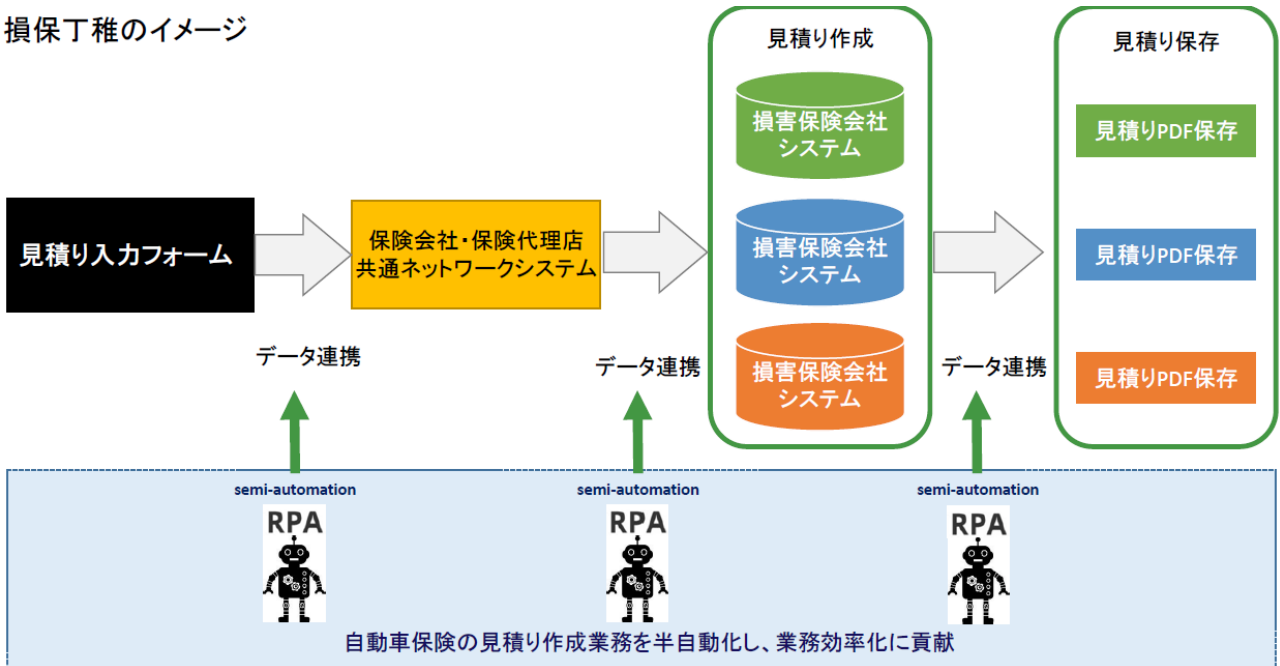 損保丁稚のイメージ
見積り入力フォーム
保険会社・保険代理店
共通ネットワークシステム
見積り作成
損害保険会社
システム
損害保険会社
システム
損害保険会社
システム
見積り保存
見積りPDF保存
見積りPDF保存
見積りPDF保存
データ連携
データ連携
データ連携
semi-automation
RPA
semi-automation
RPA
semi-automation
RPA
自動車保険の見積り作成業務を半自動化し、業務効率化に貢献